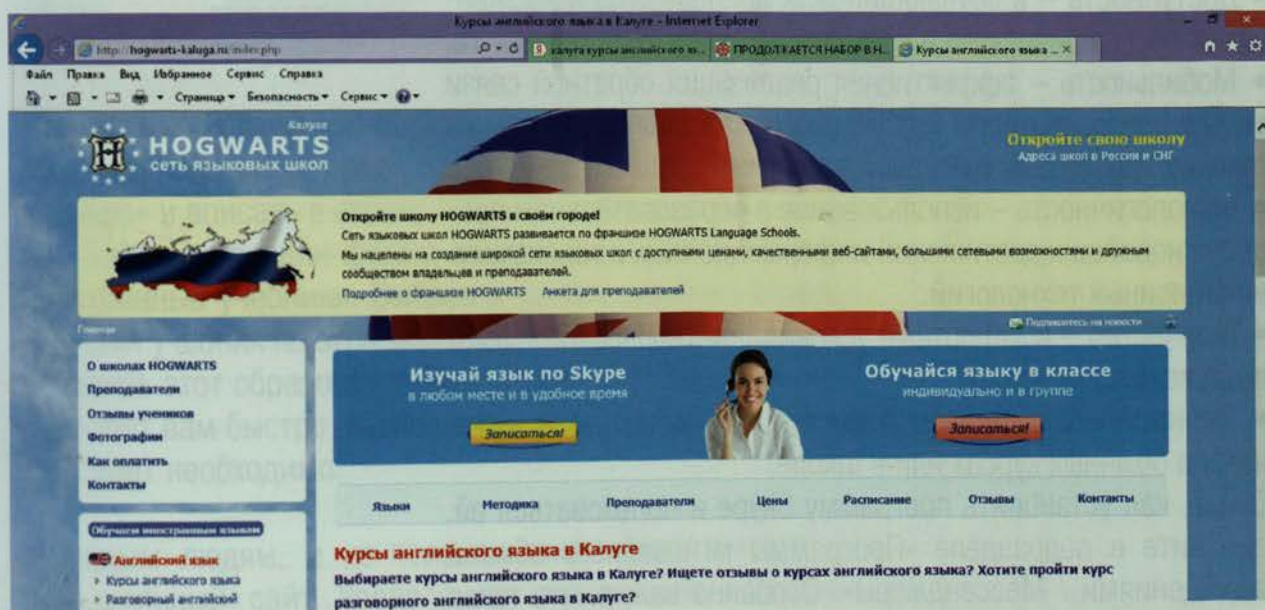 Курсы английского языка в Калуге - Internet Explorer
http://hogwarts-kaluga.ru/index.php
калуга курсы английского яз...
ПРОДОЛЖАЕТСЯ НАБОР В Н...
Курсы английского языка ...
Файл Правка Вид Избранное Сервис Справка
Страница Безопасность Сервис
Калуге
HOGWARTS
СЕТЬ ЯЗЫКОВЫХ ШКОЛ
Откройте свою школу
Адреса школ в России и СНГ
Откройте школу HOGWARTS в своём городе!
Сеть языковых школ HOGWARTS развивается по франшизе HOGWARTS Language Schools.
Мы нацелены на создание широкой сети языковых школ с доступными ценами, качественными веб-сайтами, большими сетевыми возможностями и дружным
сообществом владельцев и преподавателей.
Подробнее о франшизе HOGWARTS Анкета для преподавателей
Главная
Подпишитесь на новости
О школах HOGWARTS
Преподаватели
Отзывы учеников
Фотографии
Как оплатить
Контакты
Обучаем иностранным языкам
Английский язык
Курсы английского языка
Разговорный английский
Изучай язык по Skype
в любом месте и в удобное время
Записаться!
Обучайся языку в классе
индивидуально и в группе
Записаться!
Языки Методика Преподаватели Цены Расписание Отзывы Контакты
Курсы английского языка в Калуге
Выбираете курсы английского языка в Калуге? Ищете отзывы о курсах английского языка? Хотите пройти курс
разговорного английского языка в Калуге?